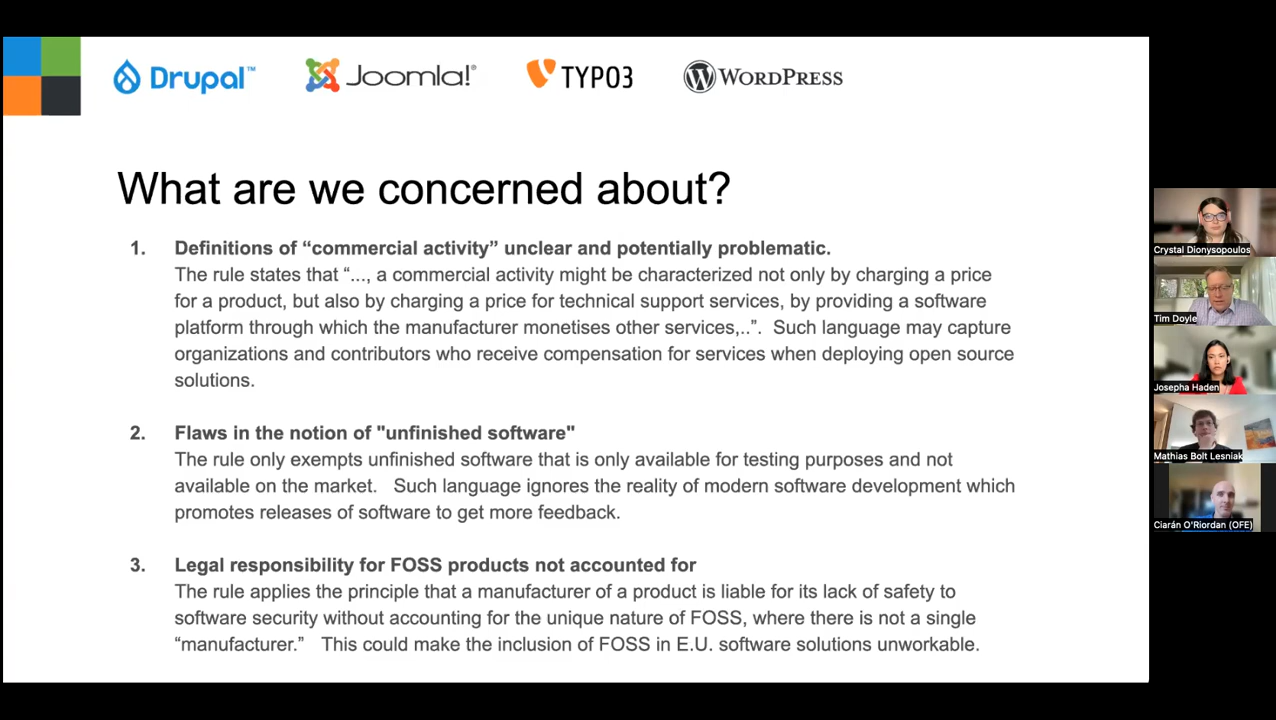 Drupal™
Joomla!®
TYPO3
WORDPRESS
What are we concerned about?
1. Definitions of “commercial activity” unclear and potentially problematic.
The rule states that “..., a commercial activity might be characterized not only by charging a price
for a product, but also by charging a price for technical support services, by providing a software
platform through which the manufacturer monetises other services,..”.  Such language may capture
organizations and contributors who receive compensation for services when deploying open source
solutions.
2. Flaws in the notion of "unfinished software"
The rule only exempts unfinished software that is only available for testing purposes and not
available on the market.   Such language ignores the reality of modern software development which
promotes releases of software to get more feedback.
3. Legal responsibility for FOSS products not accounted for
The rule applies the principle that a manufacturer of a product is liable for its lack of safety to
software security without accounting for the unique nature of FOSS, where there is not a single
“manufacturer.”   This could make the inclusion of FOSS in E.U. software solutions unworkable.
Crystal Dionysopoulos
Tim Doyle
Josepha Haden
Mathias Bolt Lesniak
Ciarán O'Riordan (OFE)